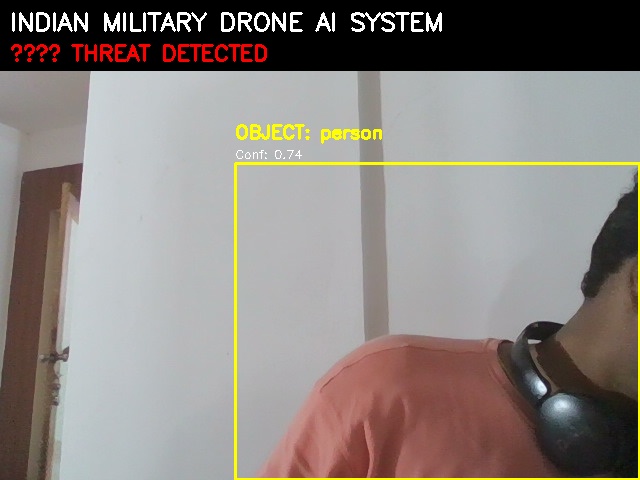 INDIAN MILITARY DRONE AI SYSTEM
???? THREAT DETECTED
OBJECT: person
Conf: 0.74